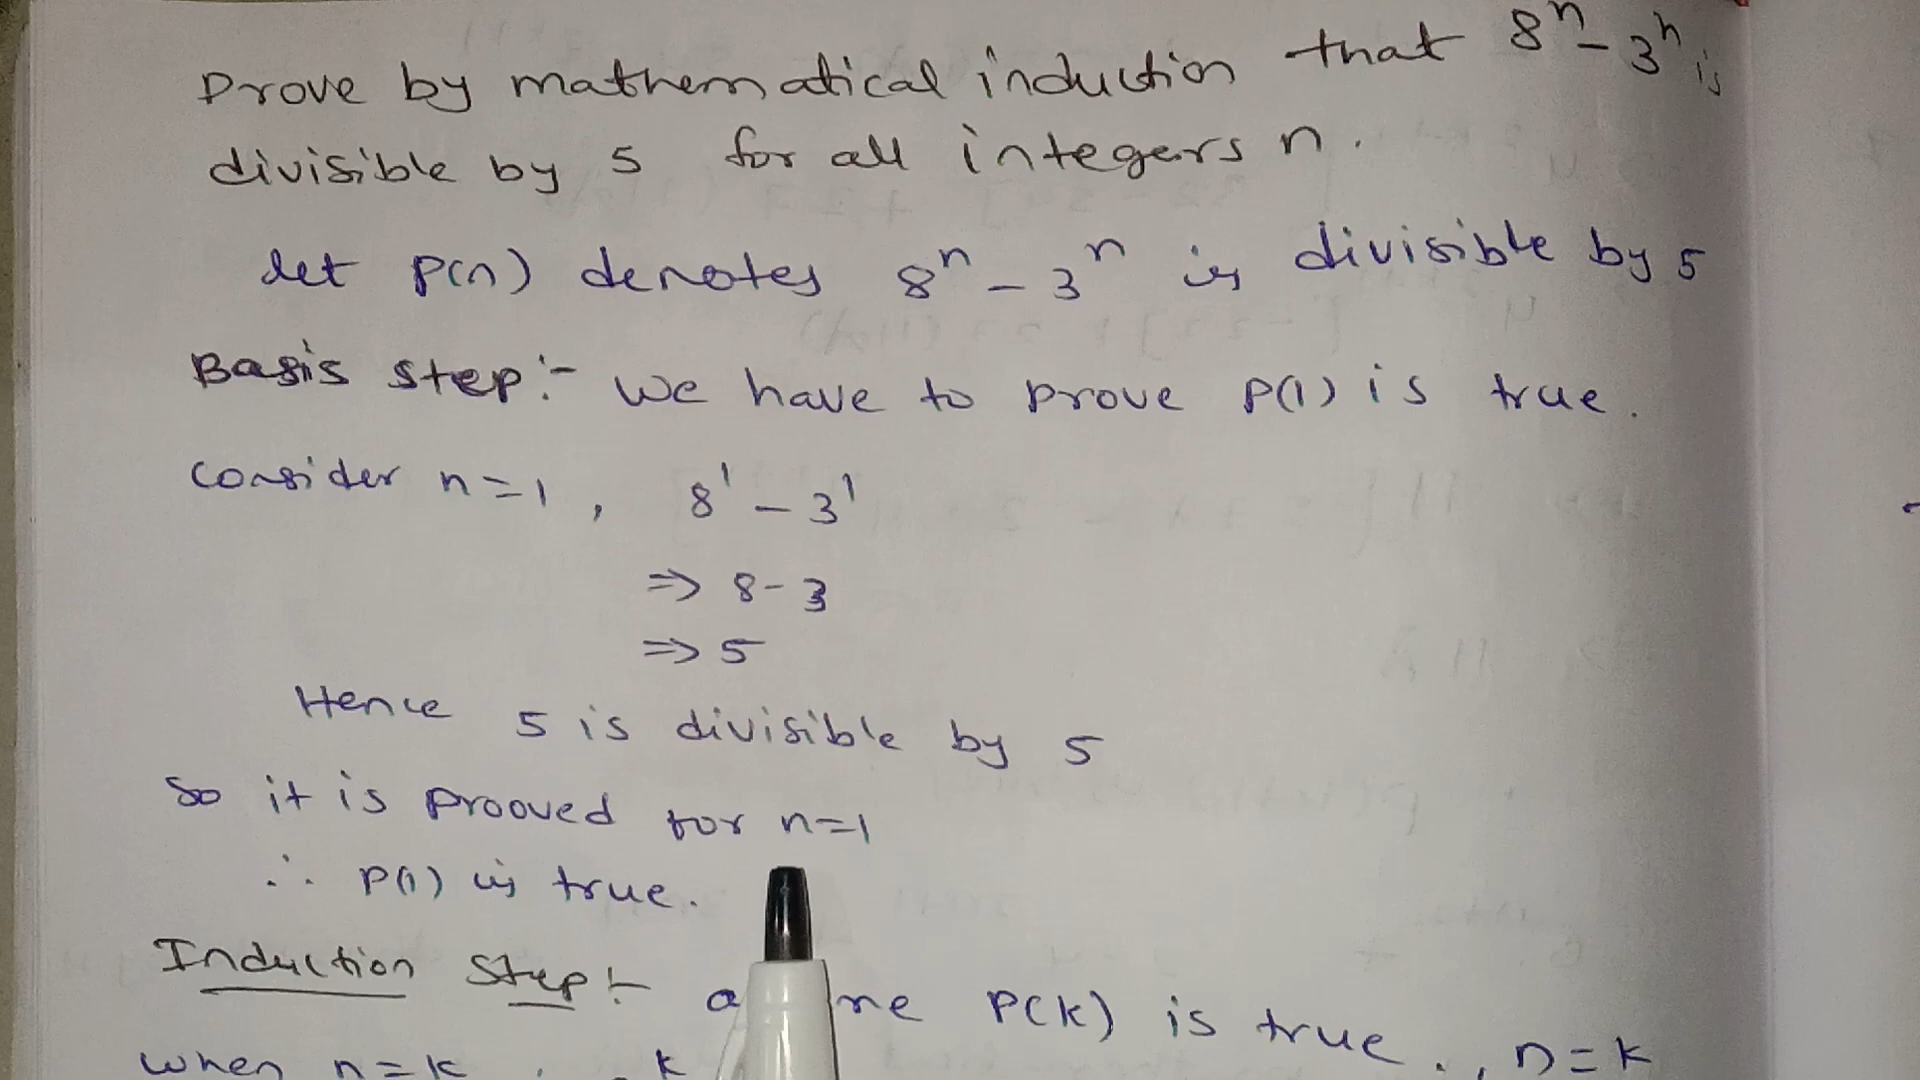 Prove by mathematical induction that 8ⁿ - 3ⁿ is
divisible by 5 for all integers n.
let P(n) denotes 8ⁿ - 3ⁿ is divisible by 5
Basis step:- We have to prove P(1) is true.
Consider n=1, 8¹ - 3¹
=> 8-3
=> 5
Hence 5 is divisible by 5
So it is prooved for n=1
∴ P(1) is true.
Induction Step:- P(k) is true. n=k
when n=k